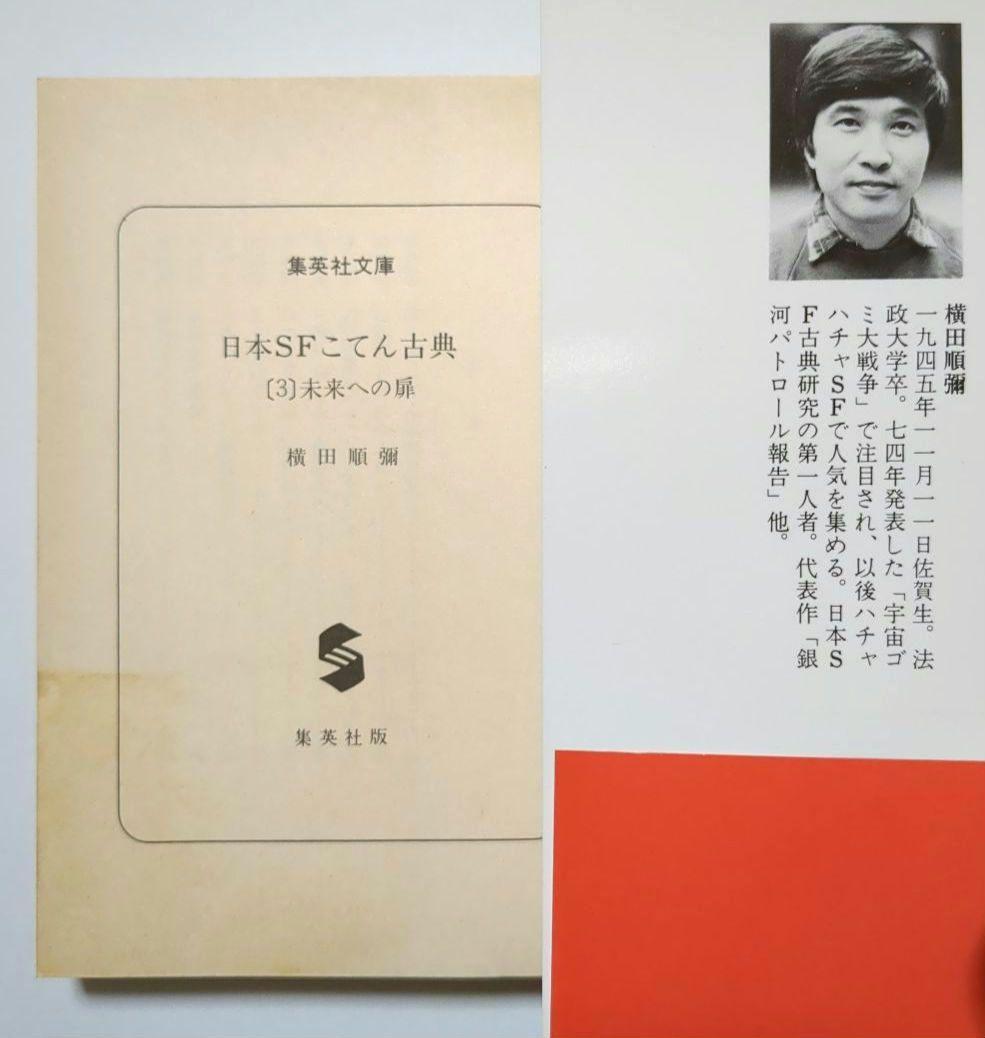 集英社文庫
日本SFこてん古典
〔3〕未来への扉
横田順彌
集英社版
横田順彌
一九四五年一一月一一日佐賀生。法
政大学卒。七四年発表した「宇宙ゴ
ミ大戦争」で注目され、以後ハチャ
ハチャSFで人気を集める。日本S
F古典研究の第一人者。代表作「銀
河パトロール報告」他。